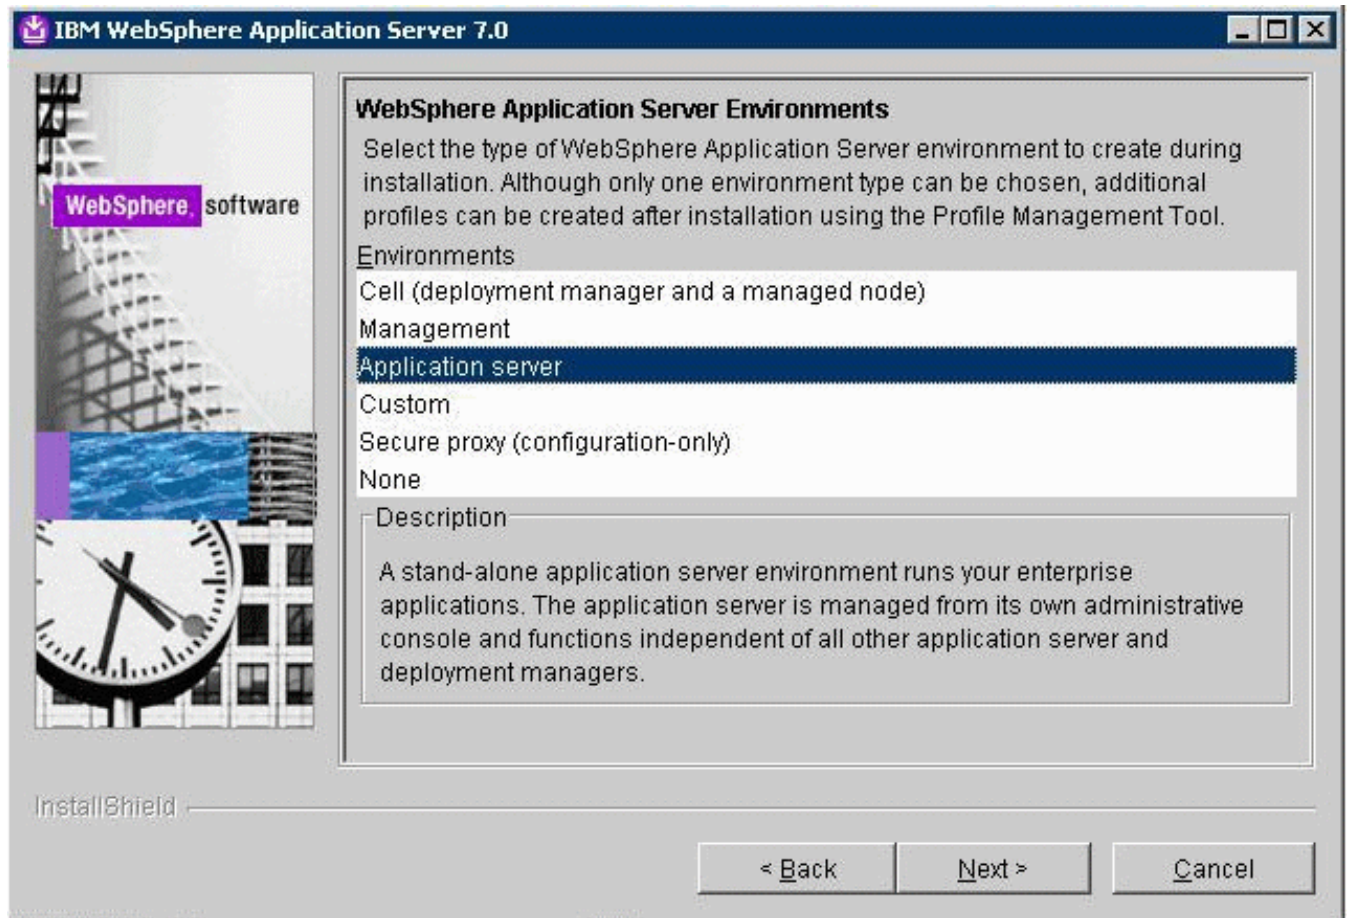 IBM WebSphere Application Server 7.0
WebSphere Application Server Environments
Select the type of WebSphere Application Server environment to create during
installation. Although only one environment type can be chosen, additional
profiles can be created after installation using the Profile Management Tool.
WebSphere. software
Environments
Cell (deployment manager and a managed node)
Management
Application server
Custom
Secure proxy (configuration-only)
None
Description
A stand-alone application server environment runs your enterprise
applications. The application server is managed from its own administrative
console and functions independent of all other application server and
deployment managers.
InstallShield
< Back
Next >
Cancel